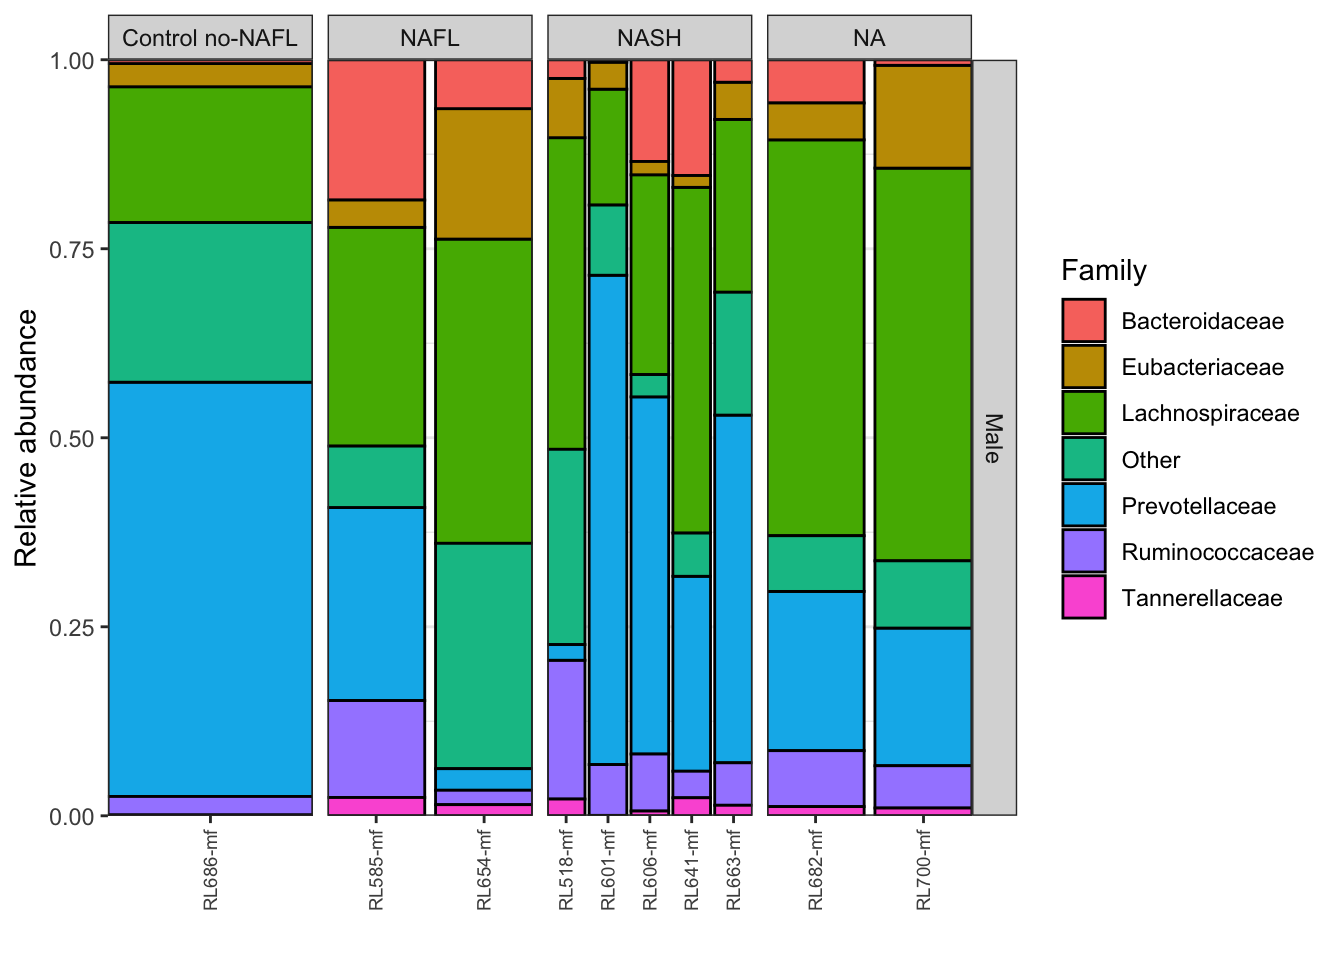 Control no-NAFL
NAFL
NASH
NA
1.00
0.75
0.50
0.25
0.00
Relative abundance
Male
RL686-mf
RL585-mf
RL654-mf
RL518-mf
RL601-mf
RL606-mf
RL641-mf
RL663-mf
RL682-mf
RL700-mf
Family
Bacteroidaceae
Eubacteriaceae
Lachnospiraceae
Other
Prevotellaceae
Ruminococcaceae
Tannerellaceae